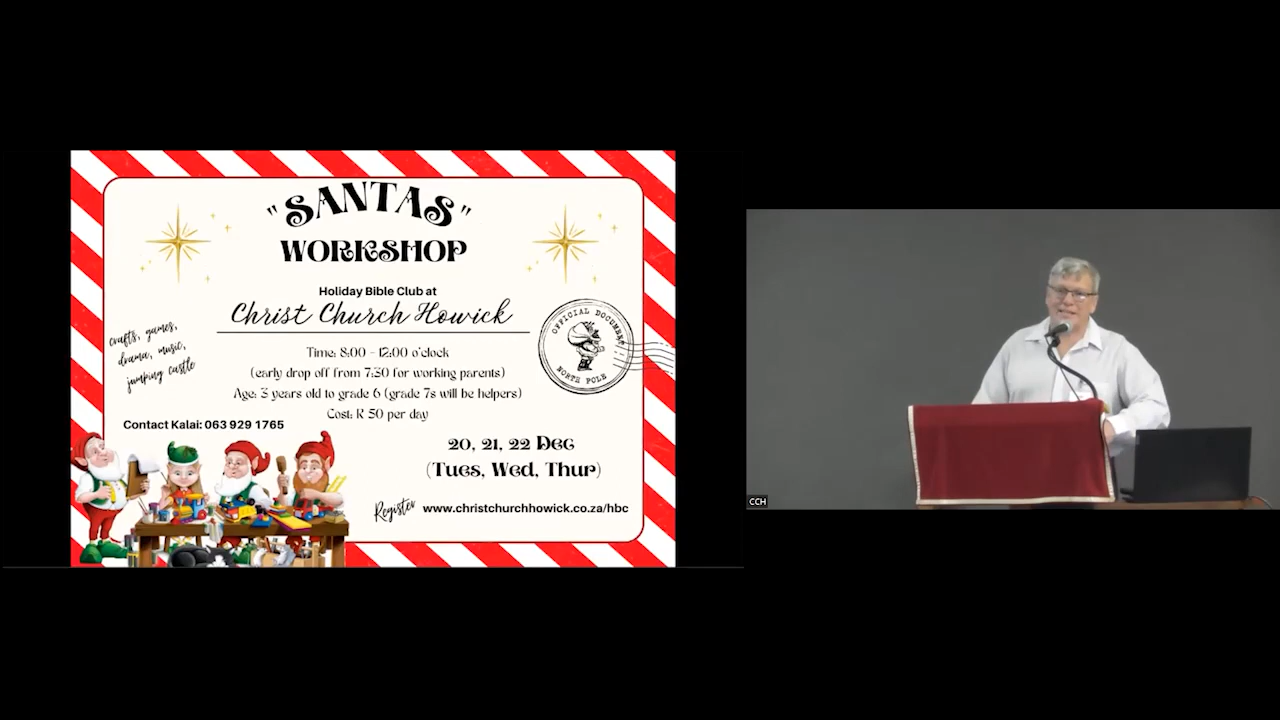 "SANTAS"
WORKSHOP
Holiday Bible Club at
Christ Church Howick
crafts, games,
drama, music,
jumping castle
OFFICIAL DOCUMENT
NORTH POLE
Time: 8:00 - 12:00 o'clock
(early drop off from 7:30 for working parents)
Age: 3 years old to grade 6 (grade 7s will be helpers)
Cost: R 50 per day
Contact Kalai: 063 929 1765
20, 21, 22 Dec
(Tues, Wed, Thur)
Register www.christchurchhowick.co.za/hbc
CCH